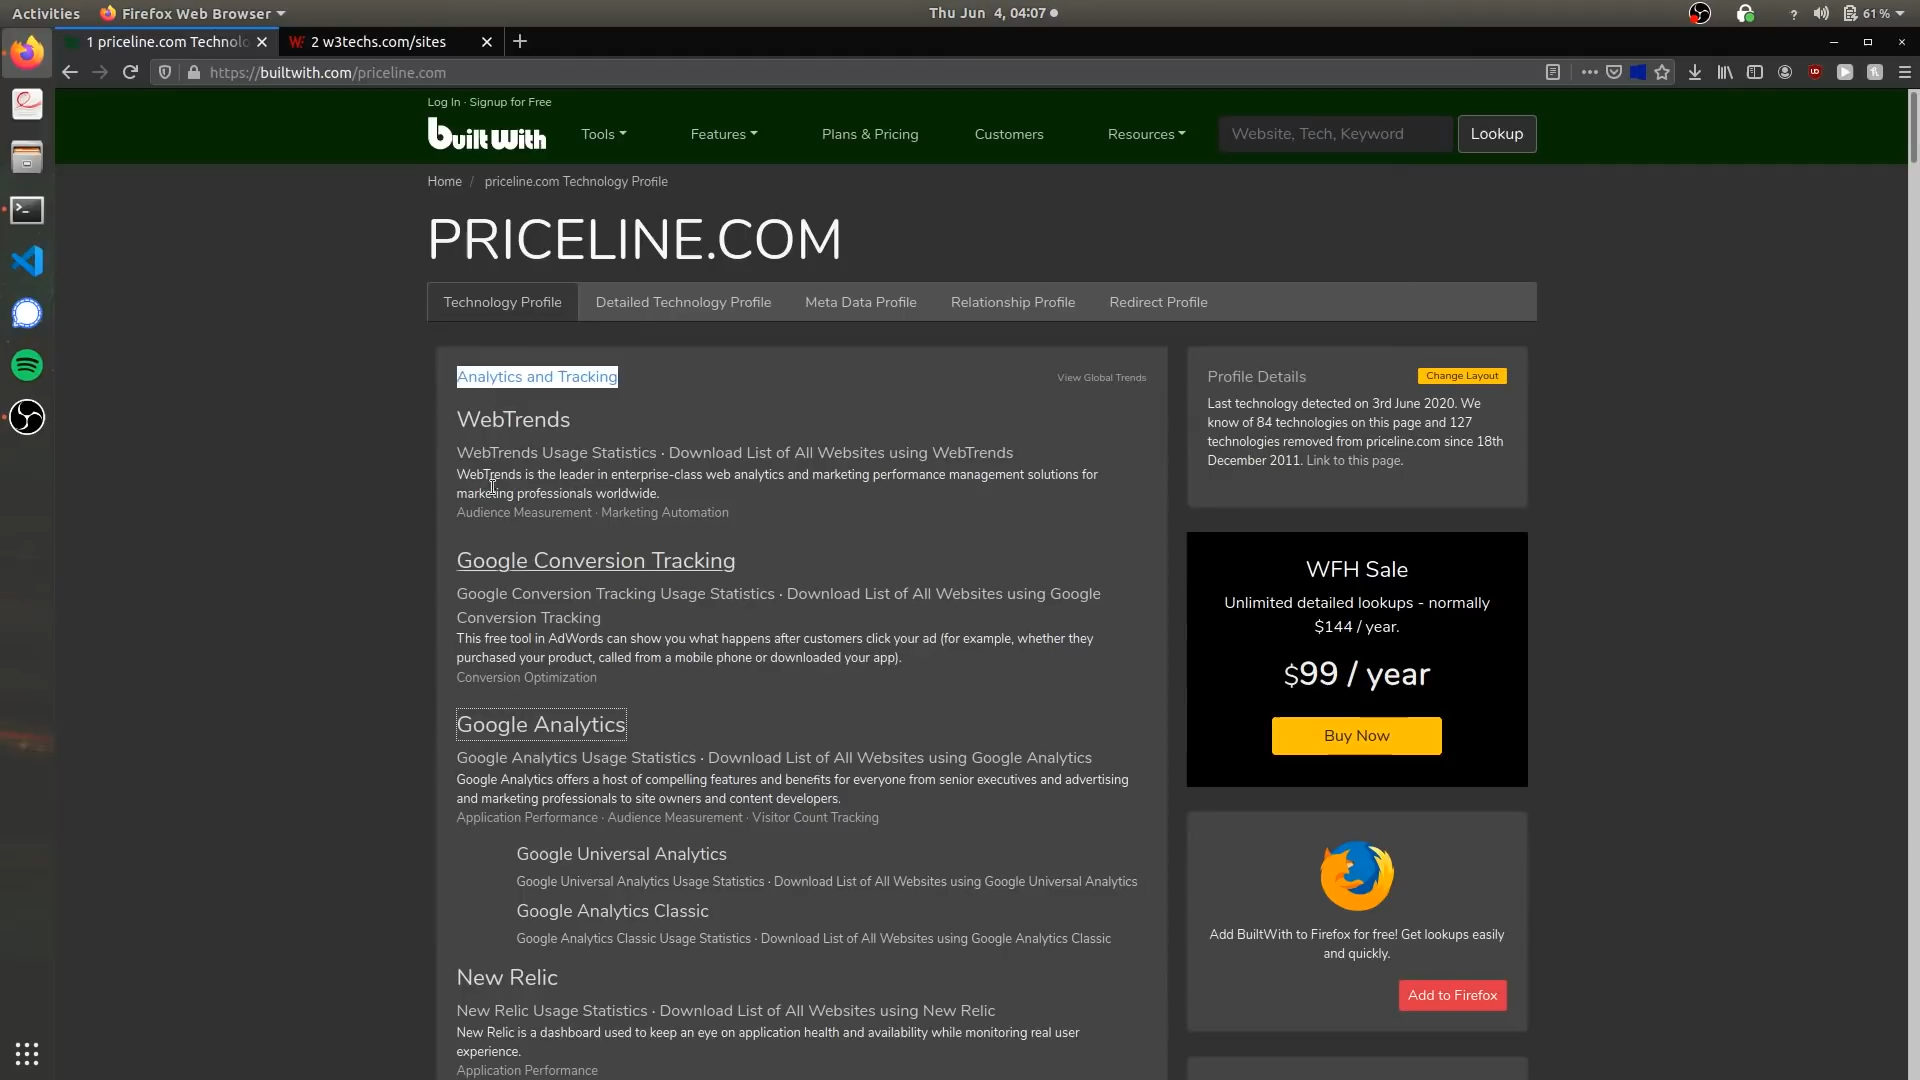 Activities
Firefox Web Browser
Thu Jun 4, 04:07
61 %
1 priceline.com Technolo
2 w3techs.com/sites
https://builtwith.com/priceline.com
Log In · Signup for Free
built with
Tools
Features
Plans & Pricing
Customers
Resources
Website, Tech, Keyword
Lookup
Home / priceline.com Technology Profile
PRICELINE.COM
Technology Profile
Detailed Technology Profile
Meta Data Profile
Relationship Profile
Redirect Profile
Analytics and Tracking
View Global Trends
WebTrends
WebTrends Usage Statistics · Download List of All Websites using WebTrends
WebTrends is the leader in enterprise-class web analytics and marketing performance management solutions for
marketing professionals worldwide.
Audience Measurement · Marketing Automation
Google Conversion Tracking
Google Conversion Tracking Usage Statistics · Download List of All Websites using Google
Conversion Tracking
This free tool in AdWords can show you what happens after customers click your ad (for example, whether they
purchased your product, called from a mobile phone or downloaded your app).
Conversion Optimization
Google Analytics
Google Analytics Usage Statistics · Download List of All Websites using Google Analytics
Google Analytics offers a host of compelling features and benefits for everyone from senior executives and advertising
and marketing professionals to site owners and content developers.
Application Performance · Audience Measurement · Visitor Count Tracking
Google Universal Analytics
Google Universal Analytics Usage Statistics · Download List of All Websites using Google Universal Analytics
Google Analytics Classic
Google Analytics Classic Usage Statistics · Download List of All Websites using Google Analytics Classic
New Relic
New Relic Usage Statistics · Download List of All Websites using New Relic
New Relic is a dashboard used to keep an eye on application health and availability while monitoring real user
experience.
Application Performance
Profile Details
Change Layout
Last technology detected on 3rd June 2020. We
know of 84 technologies on this page and 127
technologies removed from priceline.com since 18th
December 2011. Link to this page.
WFH Sale
Unlimited detailed lookups - normally
$144 / year.
$99 / year
Buy Now
Add BuiltWith to Firefox for free! Get lookups easily
and quickly.
Add to Firefox